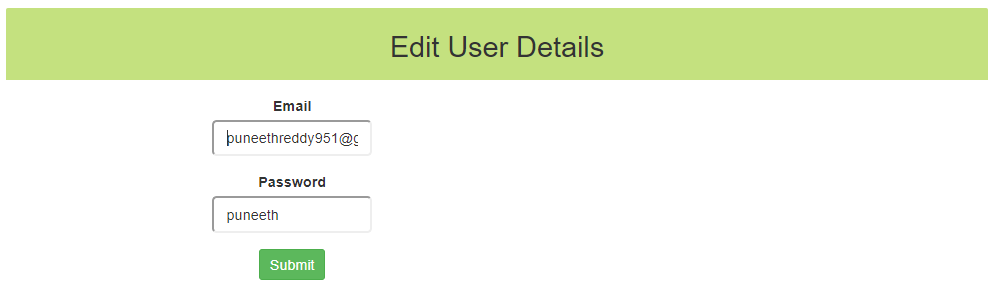 Edit User Details
Email
puneethreddy951@g
Password
puneeth
Submit